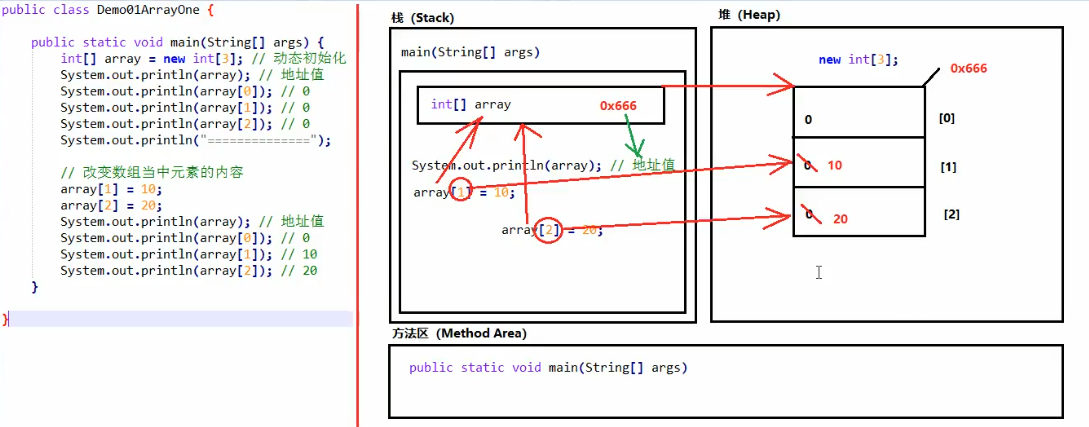 public class Demo01ArrayOne {
public static void main(String[] args) {
int[] array = new int[3]; // 动态初始化
System.out.println(array); // 地址值
System.out.println(array[0]); // 0
System.out.println(array[1]); // 0
System.out.println(array[2]); // 0
System.out.println("==============");
// 改变数组当中元素的内容
array[1] = 10;
array[2] = 20;
System.out.println(array); // 地址值
System.out.println(array[0]); // 0
System.out.println(array[1]); // 10
System.out.println(array[2]); // 20
}
}
栈（Stack）
main(String[] args)
int[] array 0x666
System.out.println(array); // 地址值
array[1] = 10;
array[2] = 20;
堆（Heap）
new int[3];
0x666
0 [0]
0 10 [1]
0 20 [2]
方法区（Method Area）
public static void main(String[] args)